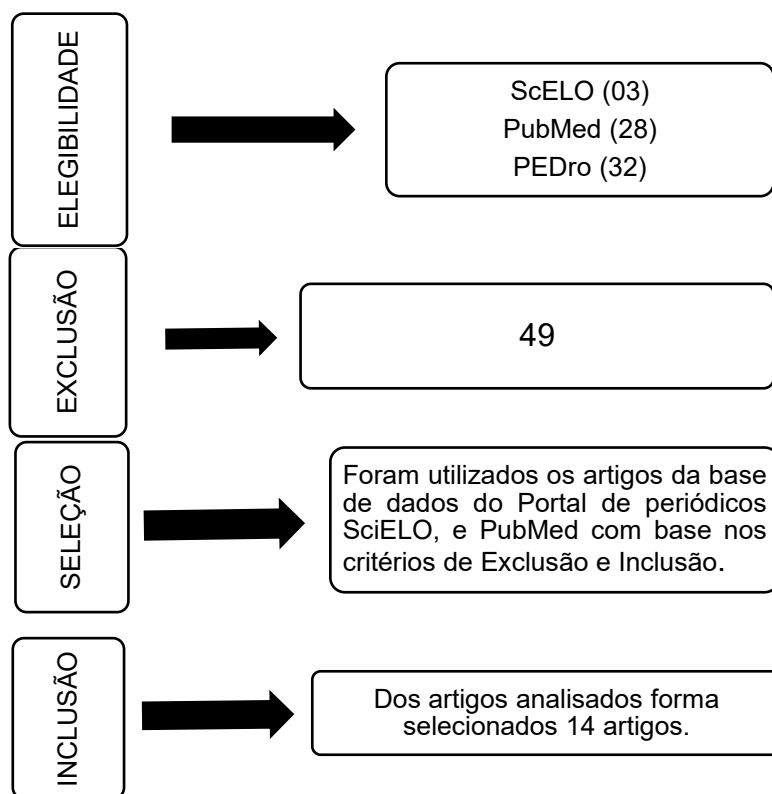 ELEGIBILIDADE
ScELO (03)
PubMed (28)
PEDro (32)
EXCLUSÃO
49
SELEÇÃO
Foram utilizados os artigos da base
de dados do Portal de periódicos
SciELO, e PubMed com base nos
critérios de Exclusão e Inclusão.
INCLUSÃO
Dos artigos analisados forma
selecionados 14 artigos.